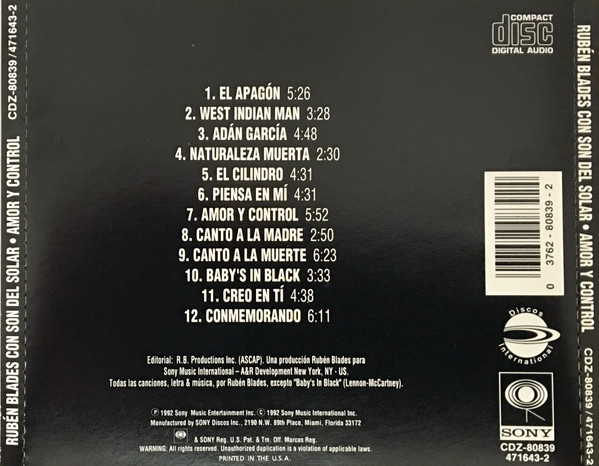 RUBÉN BLADES CON SON DEL SOLAR • AMOR Y CONTROL CDZ-80839/471643-2
COMPACT
disc
DIGITAL AUDIO
1. EL APAGÓN 5:26
2. WEST INDIAN MAN 3:28
3. ADÁN GARCÍA 4:48
4. NATURALEZA MUERTA 2:30
5. EL CILINDRO 4:31
6. PIENSA EN MÍ 4:31
7. AMOR Y CONTROL 5:52
8. CANTO A LA MADRE 2:50
9. CANTO A LA MUERTE 6:23
10. BABY'S IN BLACK 3:33
11. CREO EN TÍ 4:38
12. CONMEMORANDO 6:11
Editorial: R.B. Productions Inc. (ASCAP). Una producción Rubén Blades para
Sony Music International – A&R Development New York, NY - US.
Todas las canciones, letra & música, por Rubén Blades, excepto "Baby's In Black" (Lennon-McCartney).
℗ 1992 Sony Music Entertainment Inc. © 1992 Sony Music International Inc.
Manufactured by SONY Discos Inc., 2190 N.W. 89th Place, Miami, Florida 33172
& SONY Reg. U.S. Pat. & Tm. Off. Marcas Reg.
WARNING: All rights reserved. Unauthorized duplication is a violation of applicable laws.
PRINTED IN THE U.S.A.
0 3762 - 80839 - 2
Discos
International
SONY
CDZ-80839
471643-2
RUBÉN BLADES CON SON DEL SOLAR • AMOR Y CONTROL CDZ-80839/471643-2